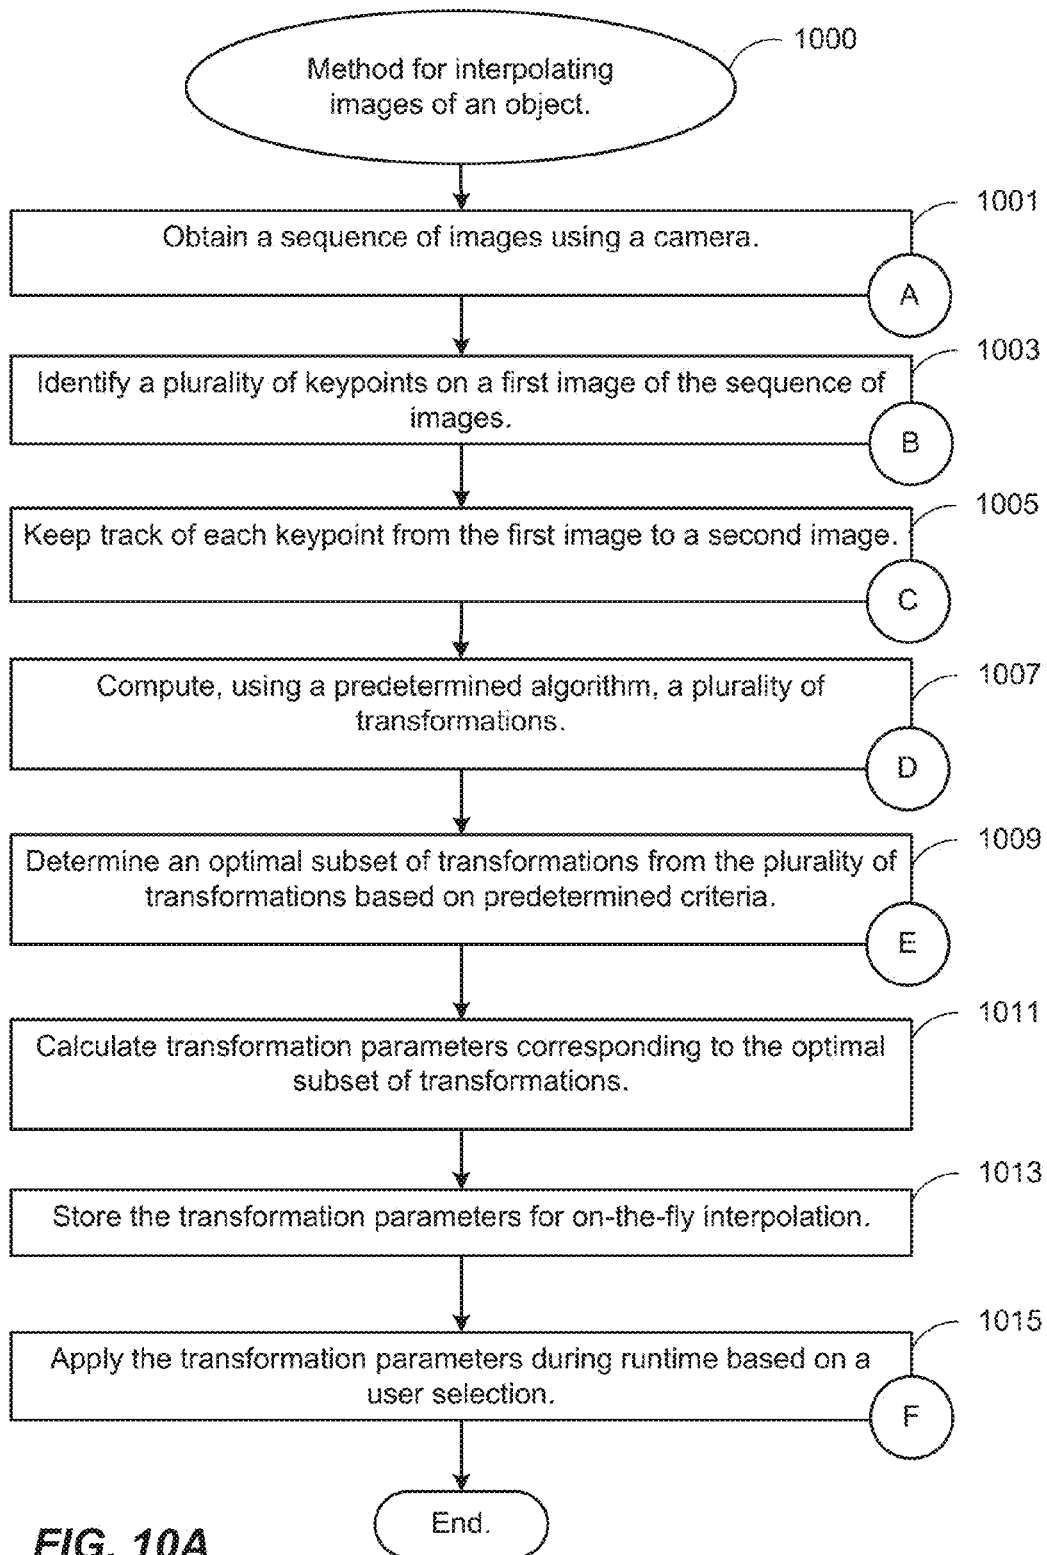 1000
Method for interpolating
images of an object.
1001
Obtain a sequence of images using a camera.
A
1003
Identify a plurality of keypoints on a first image of the sequence of
images.
B
1005
Keep track of each keypoint from the first image to a second image.
C
1007
Compute, using a predetermined algorithm, a plurality of
transformations.
D
1009
Determine an optimal subset of transformations from the plurality of
transformations based on predetermined criteria.
E
1011
Calculate transformation parameters corresponding to the optimal
subset of transformations.
1013
Store the transformation parameters for on-the-fly interpolation.
1015
Apply the transformation parameters during runtime based on a
user selection.
F
End.
FIG. 10A